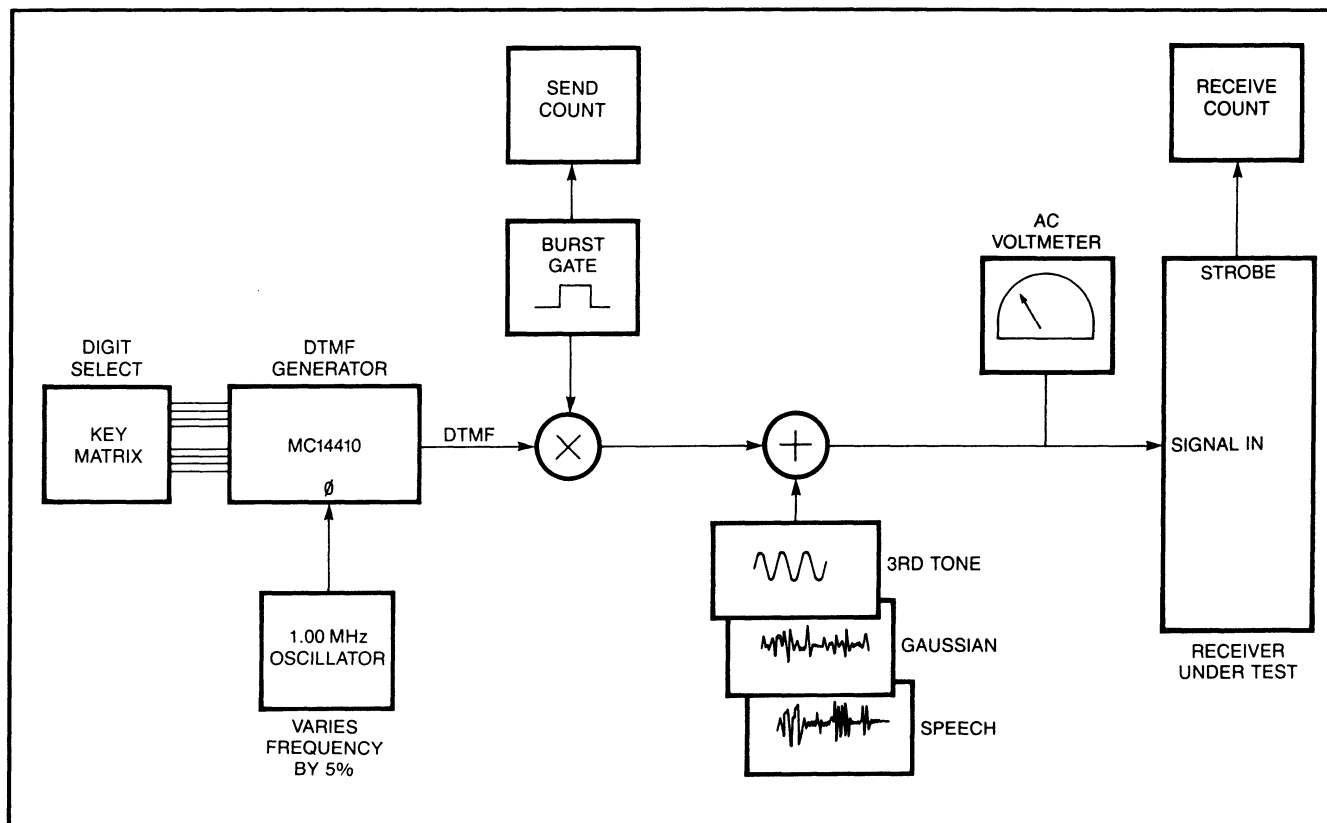 SEND
COUNT
RECEIVE
COUNT
BURST
GATE
AC
VOLTMETER
STROBE
DIGIT
SELECT
DTMF
GENERATOR
KEY
MATRIX
MC14410
ø
DTMF
SIGNAL IN
3RD TONE
1.00 MHz
OSCILLATOR
GAUSSIAN
RECEIVER
UNDER TEST
SPEECH
VARIES
FREQUENCY
BY 5%